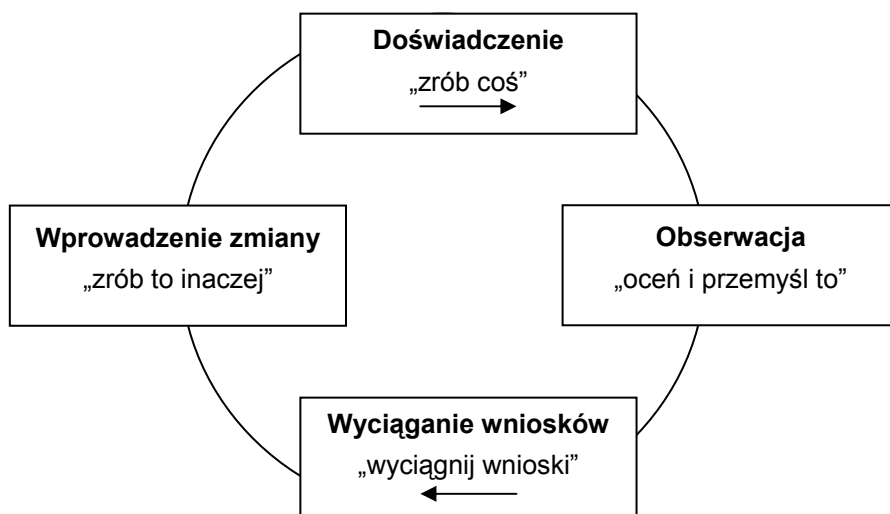 Doświadczenie
„zrób coś”
Wprowadzenie zmiany
„zrób to inaczej”
Obserwacja
„oceń i przemyśl to”
Wyciąganie wniosków
„wyciągnij wnioski”